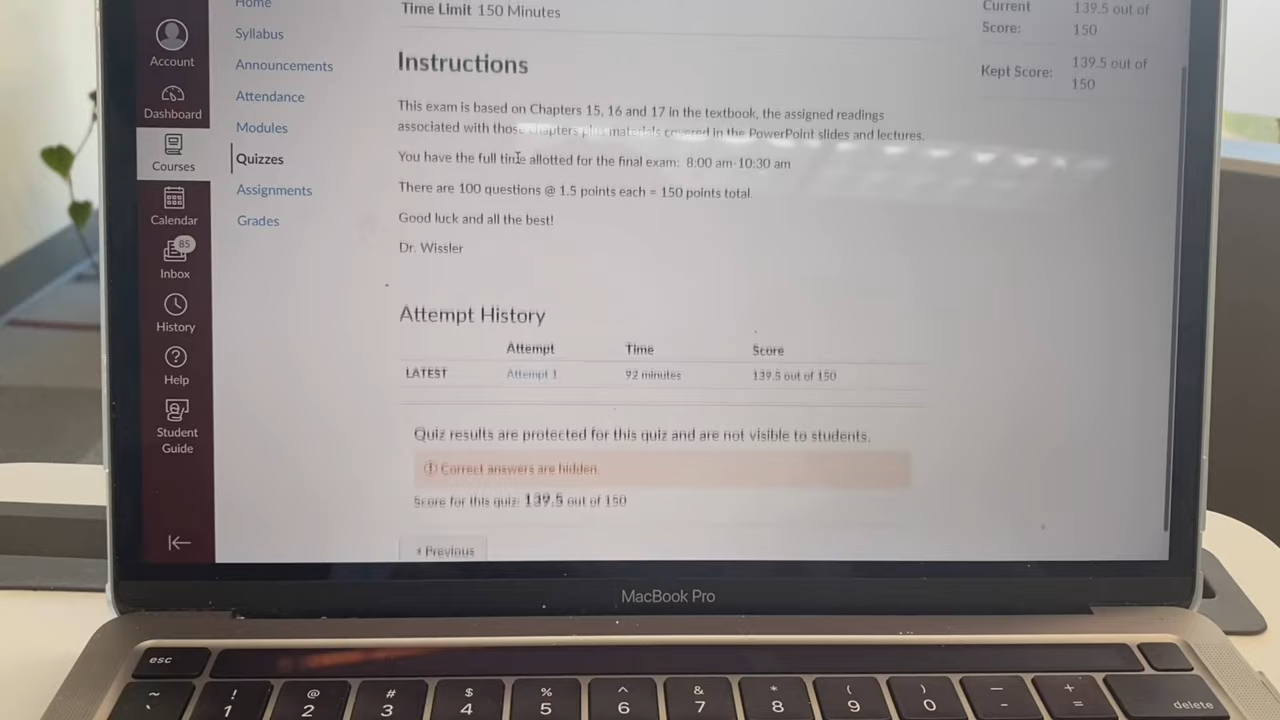 Account
Dashboard
Courses
Calendar
85
Inbox
History
Help
Student
Guide
Home
Syllabus
Announcements
Attendance
Modules
Quizzes
Assignments
Grades
Time Limit 150 Minutes
Instructions
This exam is based on Chapters 15, 16 and 17 in the textbook, the assigned readings
associated with those chapters plus materials covered in the PowerPoint slides and lectures.
You have the full time allotted for the final exam: 8:00 am-10:30 am
There are 100 questions @ 1.5 points each = 150 points total.
Good luck and all the best!
Dr. Wissler
Attempt History
Attempt Time Score
LATEST Attempt 1 92 minutes 139.5 out of 150
Quiz results are protected for this quiz and are not visible to students.
Correct answers are hidden.
Score for this quiz: 139.5 out of 150
Previous
Current
Score:
139.5 out of
150
Kept Score:
139.5 out of
150
MacBook Pro
esc
~ ! @ # $ % ^ & * ( ) — +
` 1 2 3 4 5 6 7 8 9 0 - = delete